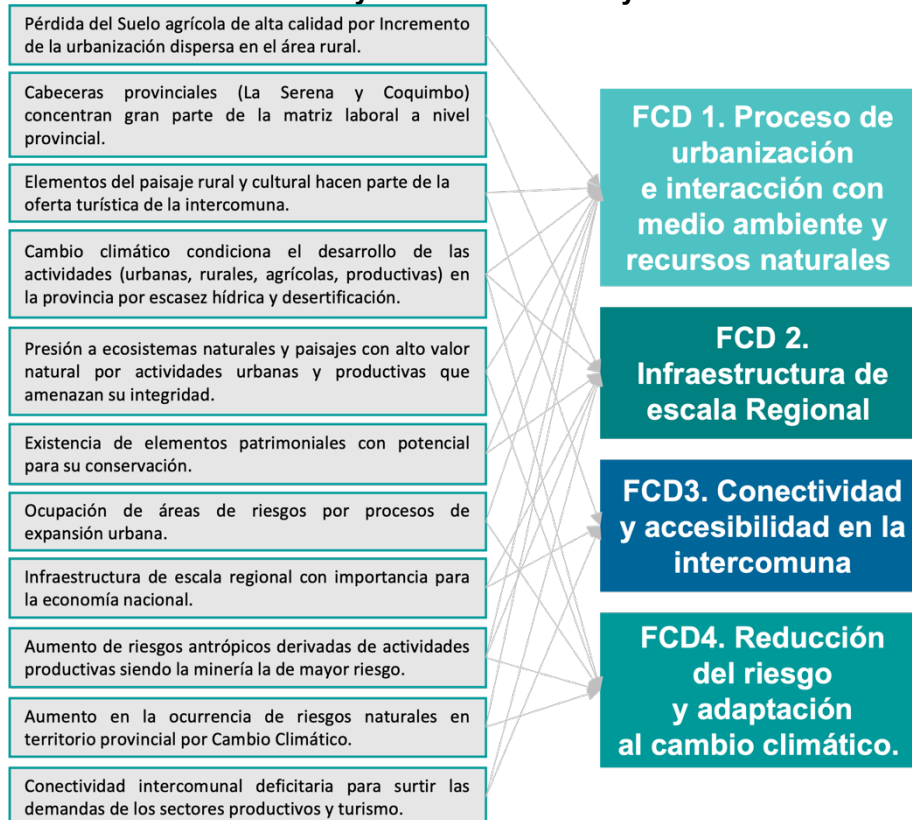 Pérdida del Suelo agrícola de alta calidad por Incremento
de la urbanización dispersa en el área rural.
Cabeceras provinciales (La Serena y Coquimbo)
concentran gran parte de la matriz laboral a nivel
provincial.
Elementos del paisaje rural y cultural hacen parte de la
oferta turística de la intercomuna.
Cambio climático condiciona el desarrollo de las
actividades (urbanas, rurales, agrícolas, productivas) en
la provincia por escasez hídrica y desertificación.
Presión a ecosistemas naturales y paisajes con alto valor
natural por actividades urbanas y productivas que
amenazan su integridad.
Existencia de elementos patrimoniales con potencial
para su conservación.
Ocupación de áreas de riesgos por procesos de
expansión urbana.
Infraestructura de escala regional con importancia para
la economía nacional.
Aumento de riesgos antrópicos derivadas de actividades
productivas siendo la minería la de mayor riesgo.
Aumento en la ocurrencia de riesgos naturales en
territorio provincial por Cambio Climático.
Conectividad intercomunal deficitaria para surtir las
demandas de los sectores productivos y turismo.
FCD 1. Proceso de
urbanización
e interacción con
medio ambiente y
recursos naturales
FCD 2.
Infraestructura de
escala Regional
FCD3. Conectividad
y accesibilidad en la
intercomuna
FCD4. Reducción
del riesgo
y adaptación
al cambio climático.